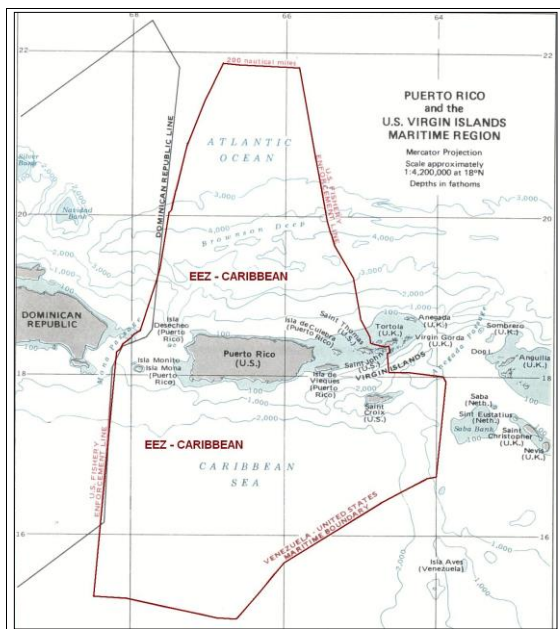 68
66
64
22
200 nautical miles
PUERTO RICO
and the
U.S. VIRGIN ISLANDS
MARITIME REGION
Mercator Projection
Scale approximately
1:4,200,000 at 18°N
Depths in fathoms
ATLANTIC
OCEAN
DOMINICAN REPUBLIC LINE
U.S. FISHERY
ENFORCEMENT LINE
Silver
Bank
Navidad
Bank
3,000
20
Brownson Deep
4,000
3,000
2,000
1,000
EEZ - CARIBBEAN
DOMINICAN
REPUBLIC
Mona Passage
Isla
Desecheo
(Puerto
Rico)
Isla Monito
Isla Mona
(Puerto
Rico)
100
Puerto Rico
(U.S.)
Isla de Culebra
(Puerto Rico)
Saint Thomas
(U.S.)
Saint John
(U.S.)
VIRGIN ISLANDS
Tortola
(U.K.)
Anegada
(U.K.)
Virgin Gorda
(U.K.)
Sombrero
(U.K.)
Dog I.
Anguilla
(U.K.)
18
Isla de
Vieques
(Puerto
Rico)
Saint
Croix
(U.S.)
Saba
(Neth.)
Sint Eustatius
(Neth.)
Saba Bank
Saint
Christopher
(U.K.)
Nevis
(U.K.)
EEZ - CARIBBEAN
CARIBBEAN
SEA
U.S. FISHERY
ENFORCEMENT LINE
VENEZUELA - UNITED STATES
MARITIME BOUNDARY
16
Isla Aves
(Venezuela)